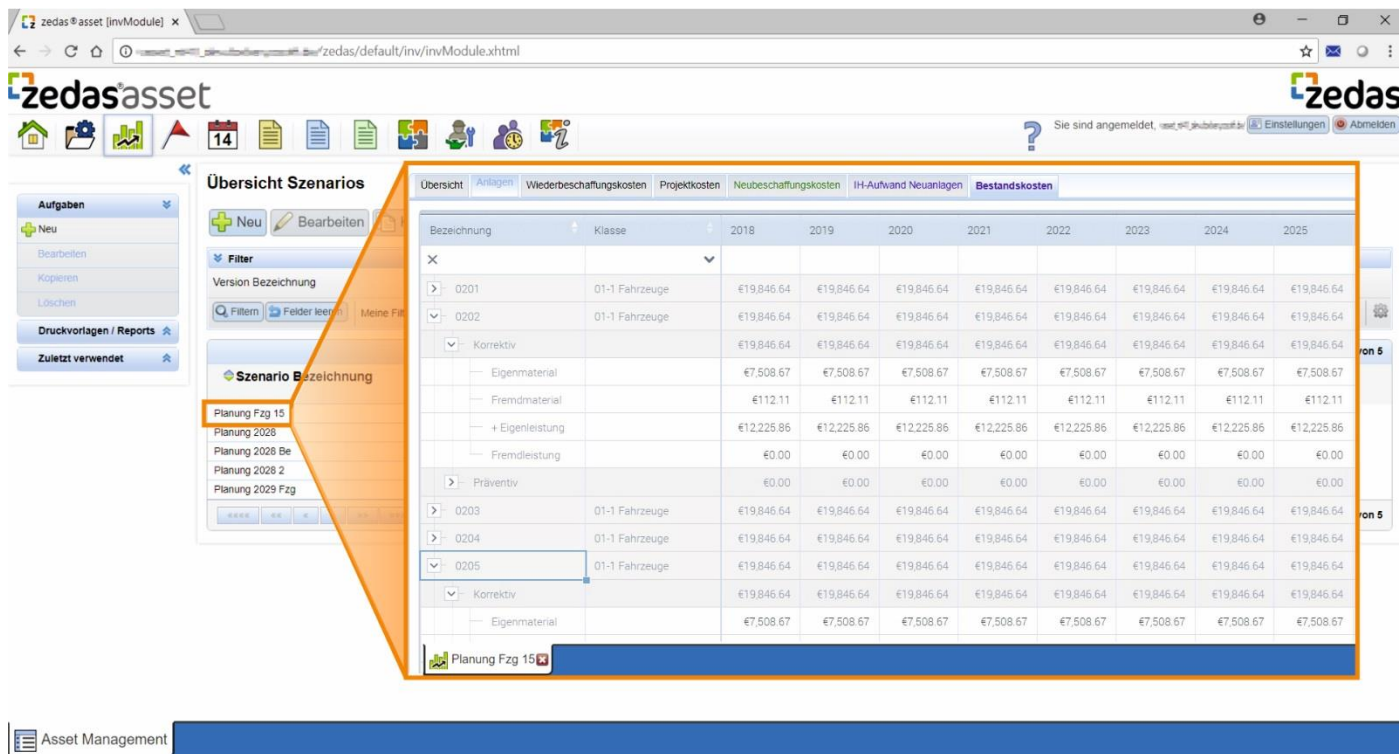 zedas®asset [invModule]
/zedas/default/inv/invModule.xhtml
zedas®asset
zedas
14
Sie sind angemeldet, Einstellungen Abmelden
Aufgaben
Neu
Bearbeiten
Kopieren
Löschen
Druckvorlagen / Reports
Zuletzt verwendet
Übersicht Szenarios
Neu Bearbeiten
Filter
Version Bezeichnung
Filtern Felder leeren Meine Filt
Szenario Bezeichnung
Planung Fzg 15
Planung 2028
Planung 2028 Be
Planung 2028 2
Planung 2029 Fzg
von 5
von 5
Übersicht Anlagen Wiederbeschaffungskosten Projektkosten Neubeschaffungskosten IH-Aufwand Neuanlagen Bestandskosten
Bezeichnung Klasse 2018 2019 2020 2021 2022 2023 2024 2025
0201 01-1 Fahrzeuge €19,846.64 €19,846.64 €19,846.64 €19,846.64 €19,846.64 €19,846.64 €19,846.64 €19,846.64
0202 01-1 Fahrzeuge €19,846.64 €19,846.64 €19,846.64 €19,846.64 €19,846.64 €19,846.64 €19,846.64 €19,846.64
Korrektiv €19,846.64 €19,846.64 €19,846.64 €19,846.64 €19,846.64 €19,846.64 €19,846.64 €19,846.64
Eigenmaterial €7,508.67 €7,508.67 €7,508.67 €7,508.67 €7,508.67 €7,508.67 €7,508.67 €7,508.67
Fremdmaterial €112.11 €112.11 €112.11 €112.11 €112.11 €112.11 €112.11 €112.11
+ Eigenleistung €12,225.86 €12,225.86 €12,225.86 €12,225.86 €12,225.86 €12,225.86 €12,225.86 €12,225.86
Fremdleistung €0.00 €0.00 €0.00 €0.00 €0.00 €0.00 €0.00 €0.00
Präventiv €0.00 €0.00 €0.00 €0.00 €0.00 €0.00 €0.00 €0.00
0203 01-1 Fahrzeuge €19,846.64 €19,846.64 €19,846.64 €19,846.64 €19,846.64 €19,846.64 €19,846.64 €19,846.64
0204 01-1 Fahrzeuge €19,846.64 €19,846.64 €19,846.64 €19,846.64 €19,846.64 €19,846.64 €19,846.64 €19,846.64
0205 01-1 Fahrzeuge €19,846.64 €19,846.64 €19,846.64 €19,846.64 €19,846.64 €19,846.64 €19,846.64 €19,846.64
Korrektiv €19,846.64 €19,846.64 €19,846.64 €19,846.64 €19,846.64 €19,846.64 €19,846.64 €19,846.64
Eigenmaterial €7,508.67 €7,508.67 €7,508.67 €7,508.67 €7,508.67 €7,508.67 €7,508.67 €7,508.67
Planung Fzg 15
Asset Management